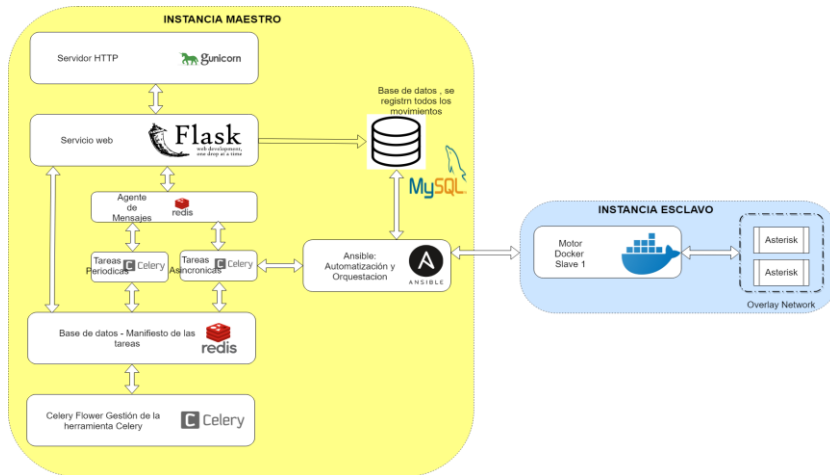 INSTANCIA MAESTRO
Servidor HTTP
gunicorn
Servicio web
Flask
web development,
one drop at a time
Base de datos , se
registrn todos los
movimientos
MySQL
Agente
de
Mensajes
redis
Tareas
Periodicas
Celery
Tareas
Asincronicas
Celery
Ansible:
Automatización y
Orquestacion
A
ANSIBLE
Base de datos - Manifiesto de las
tareas
redis
Celery Flower Gestión de la
herramienta Celery
Celery
INSTANCIA ESCLAVO
Motor
Docker
Slave 1
Asterisk
Asterisk
Overlay Network